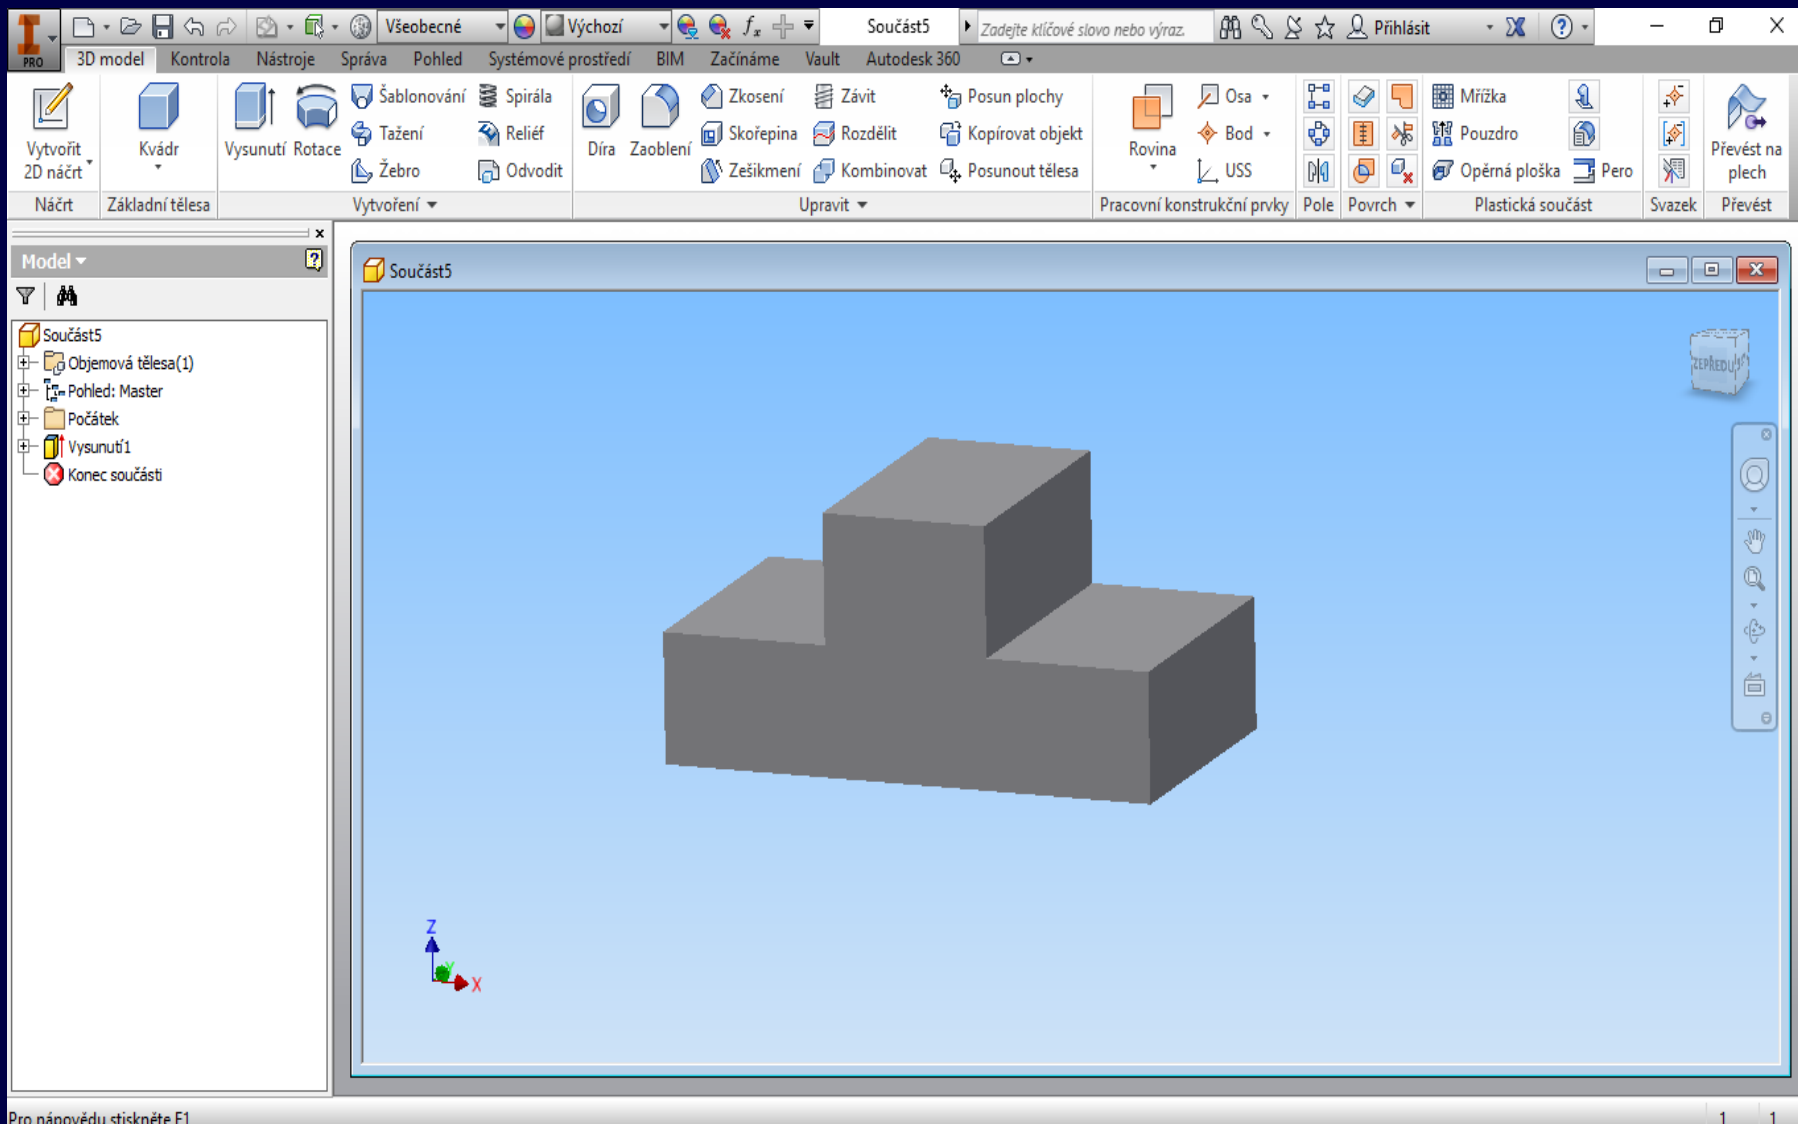 Všeobecné Výchozí fx Součást5 Zadejte klíčové slovo nebo výraz. Přihlásit
PRO 3D model Kontrola Nástroje Správa Pohled Systémové prostředí BIM Začínáme Vault Autodesk 360
Šablonování Spirála Zkosení Závit Posun plochy Osa Mřížka
Tažení Reliéf Skořepina Rozdělit Kopírovat objekt Bod Pouzdro
Vytvořit 2D náčrt Kvádr Vysunutí Rotace Díra Zaoblení Rovina Převést na plech
Žebro Odvodit Zešikmení Kombinovat Posunout tělesa USS Opěrná ploška Pero
Náčrt Základní tělesa Vytvoření Upravit Pracovní konstrukční prvky Pole Povrch Plastická součást Svazek Převést
Model
Součást5
Součást5
Objemová tělesa(1)
Pohled: Master
Počátek
Vysunutí1
Konec součásti
ZEPŘEDU
Z
Y
X
Pro nápovědu stiskněte F1
1 1